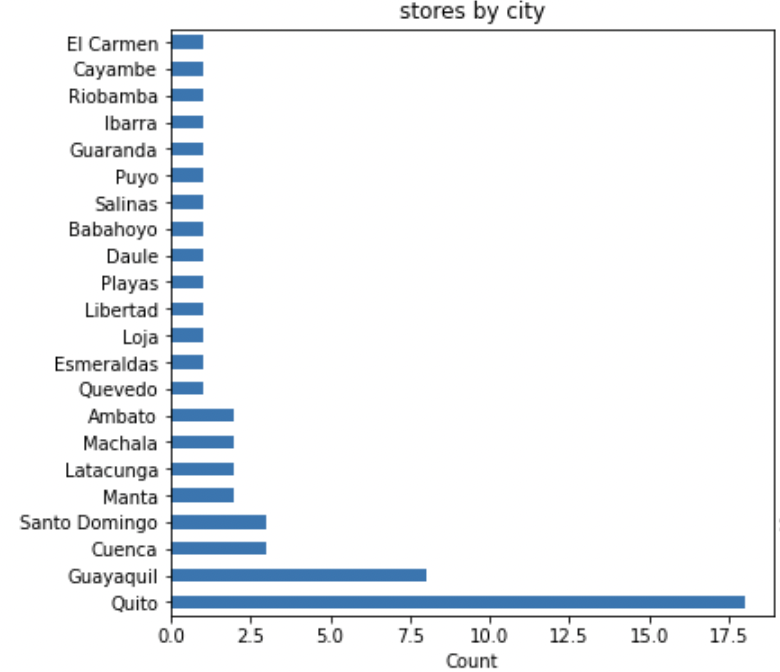 stores by city
El Carmen
Cayambe
Riobamba
Ibarra
Guaranda
Puyo
Salinas
Babahoyo
Daule
Playas
Libertad
Loja
Esmeraldas
Quevedo
Ambato
Machala
Latacunga
Manta
Santo Domingo
Cuenca
Guayaquil
Quito
0.0 2.5 5.0 7.5 10.0 12.5 15.0 17.5
Count